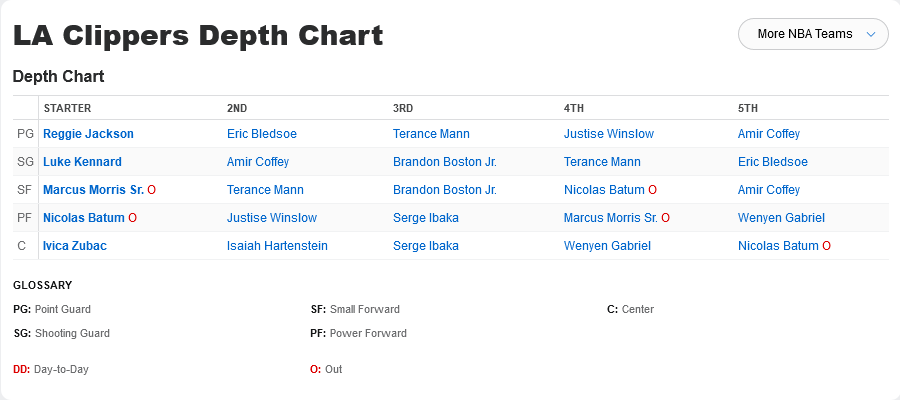 LA Clippers Depth Chart
More NBA Teams
Depth Chart
STARTER 2ND 3RD 4TH 5TH
PG Reggie Jackson Eric Bledsoe Terance Mann Justise Winslow Amir Coffey
SG Luke Kennard Amir Coffey Brandon Boston Jr. Terance Mann Eric Bledsoe
SF Marcus Morris Sr. O Terance Mann Brandon Boston Jr. Nicolas Batum O Amir Coffey
PF Nicolas Batum O Justise Winslow Serge Ibaka Marcus Morris Sr. O Wenyen Gabriel
C Ivica Zubac Isaiah Hartenstein Serge Ibaka Wenyen Gabriel Nicolas Batum O
GLOSSARY
PG: Point Guard SF: Small Forward C: Center
SG: Shooting Guard PF: Power Forward
DD: Day-to-Day O: Out